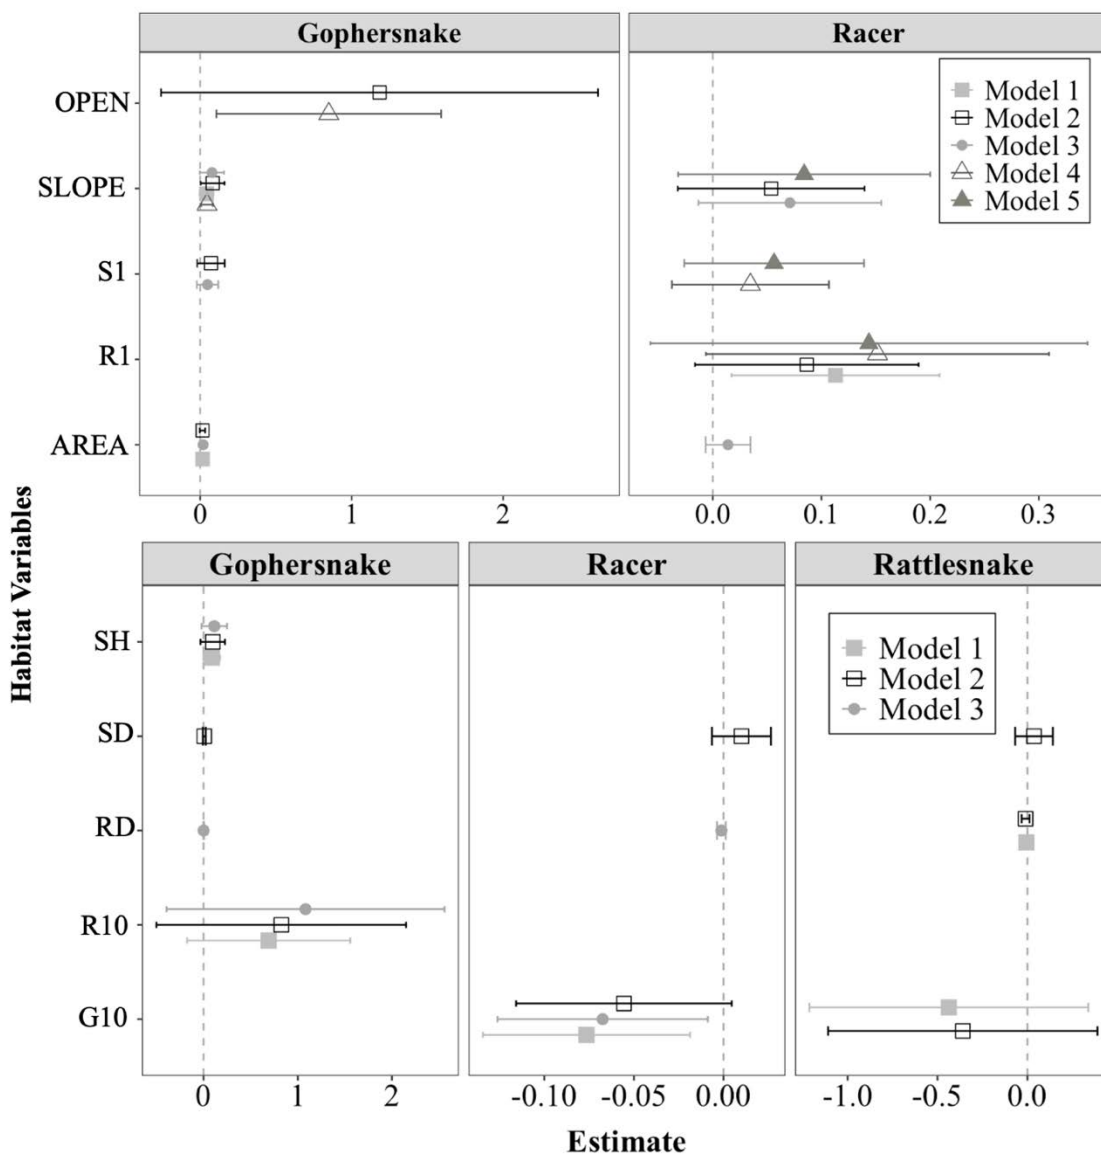 Gophersnake Racer
Model 1
Model 2
Model 3
Model 4
Model 5
OPEN
SLOPE
S1
R1
AREA
0 1 2 0.0 0.1 0.2 0.3
Habitat Variables
Gophersnake Racer Rattlesnake
Model 1
Model 2
Model 3
SH
SD
RD
R10
G10
0 1 2 -0.10 -0.05 0.00 -1.0 -0.5 0.0
Estimate